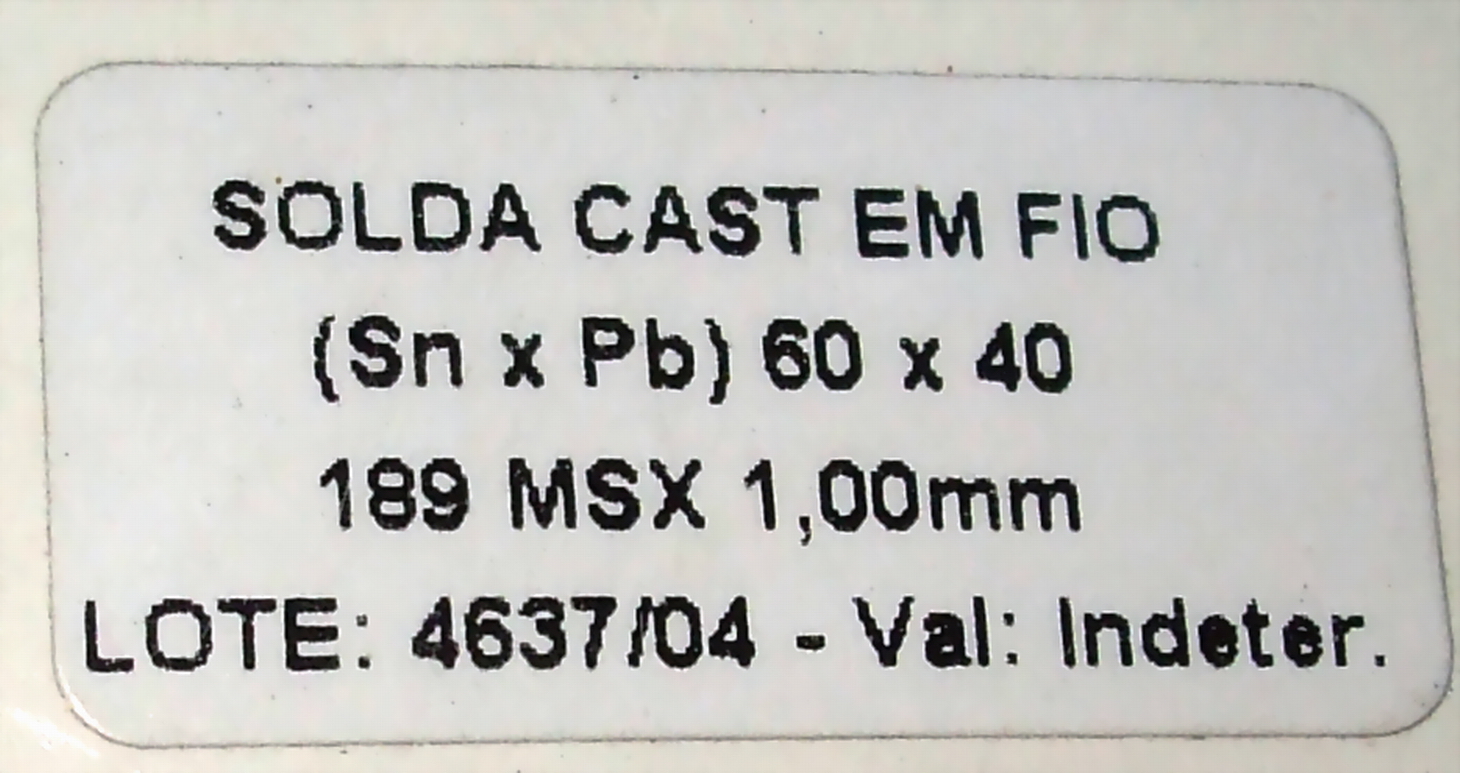 SOLDA CAST EM FIO
(Sn x Pb) 60 x 40
189 MSX 1,00mm
LOTE: 4637/04 - Val: Indeter.